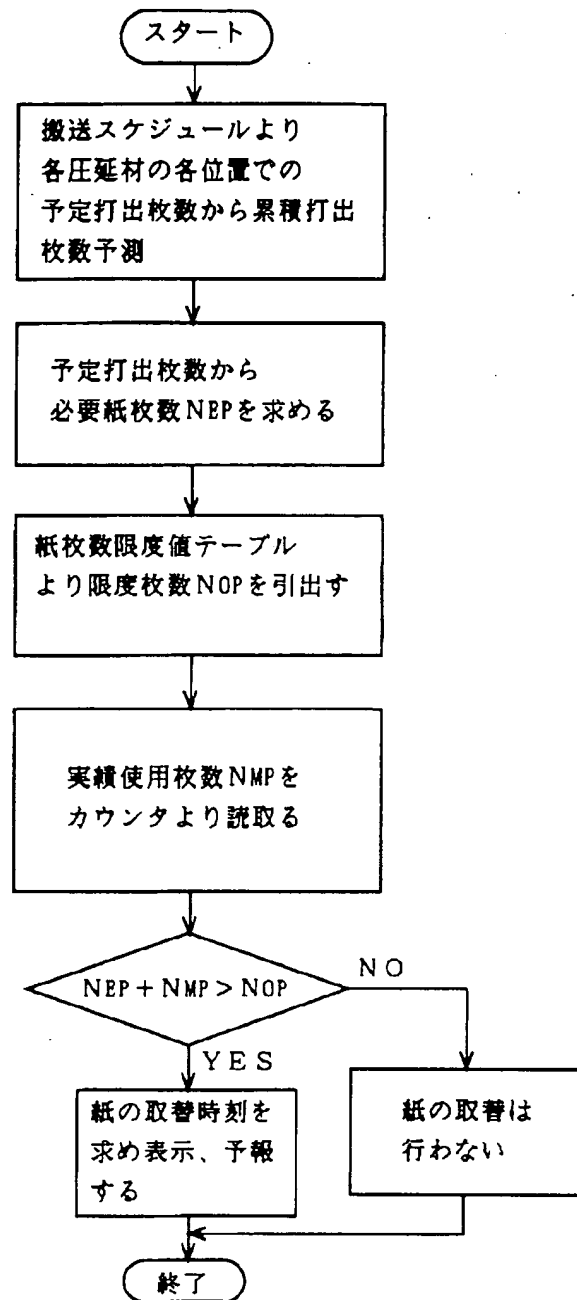 スタート
搬送スケジュールより
各圧延材の各位置での
予定打出枚数から累積打出
枚数予測
予定打出枚数から
必要紙枚数NEPを求める
紙枚数限度値テーブル
より限度枚数NOPを引出す
実績使用枚数NMPを
カウンタより読取る
NEP+NMP>NOP
NO
YES
紙の取替時刻を
求め表示、予報
する
紙の取替は
行わない
終了